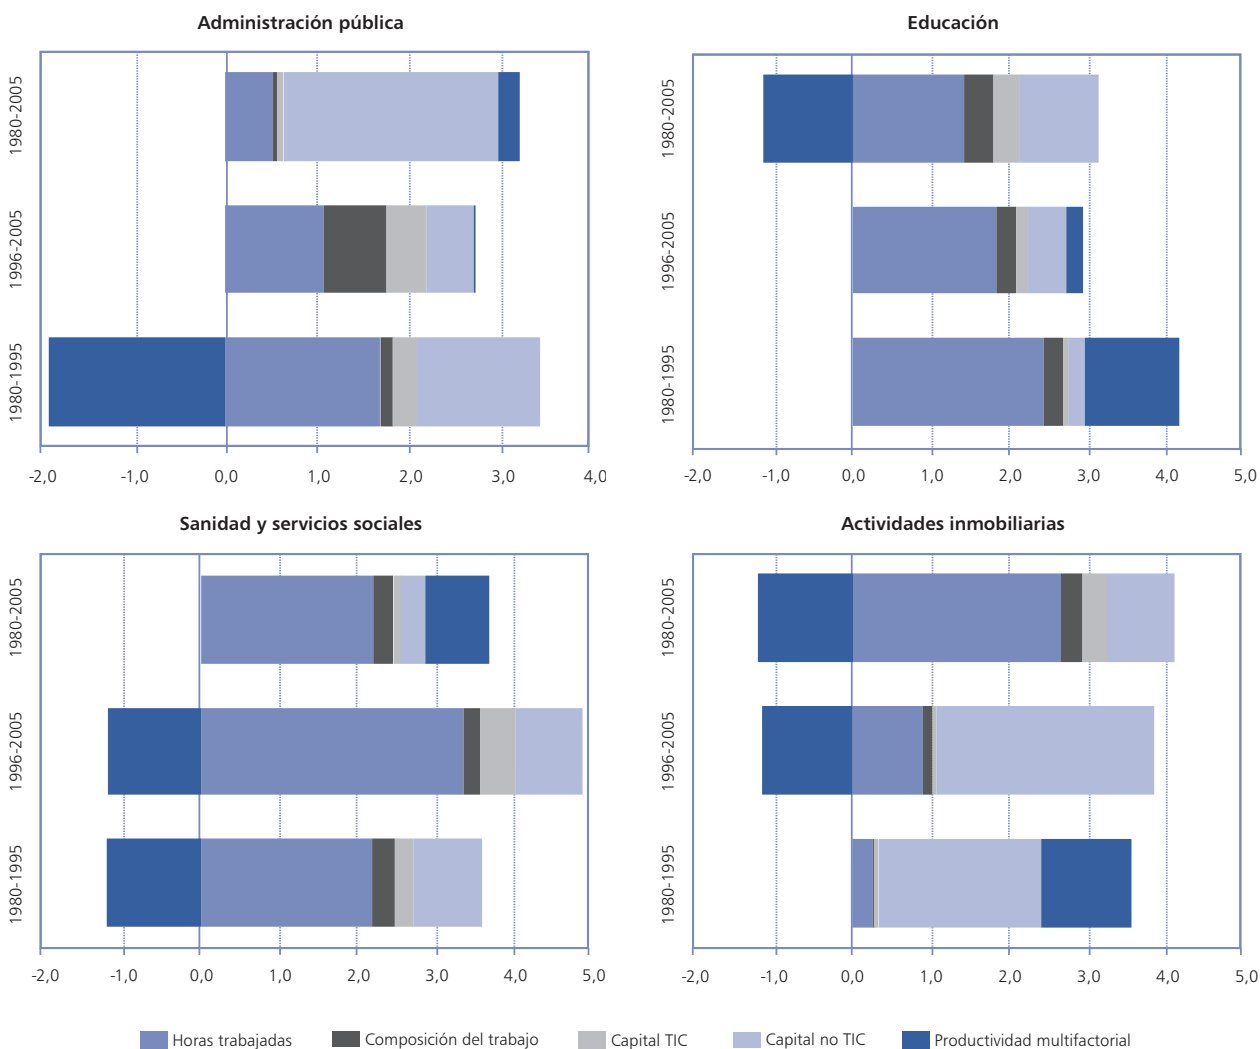 Administración pública
1980-2005
1996-2005
1980-1995
-2,0 -1,0 0,0 1,0 2,0 3,0 4,0
Educación
1980-2005
1996-2005
1980-1995
-2,0 -1,0 0,0 1,0 2,0 3,0 4,0 5,0
Sanidad y servicios sociales
1980-2005
1996-2005
1980-1995
-2,0 -1,0 0,0 1,0 2,0 3,0 4,0 5,0
Actividades inmobiliarias
1980-2005
1996-2005
1980-1995
-2,0 -1,0 0,0 1,0 2,0 3,0 4,0 5,0
Horas trabajadas Composición del trabajo Capital TIC Capital no TIC Productividad multifactorial